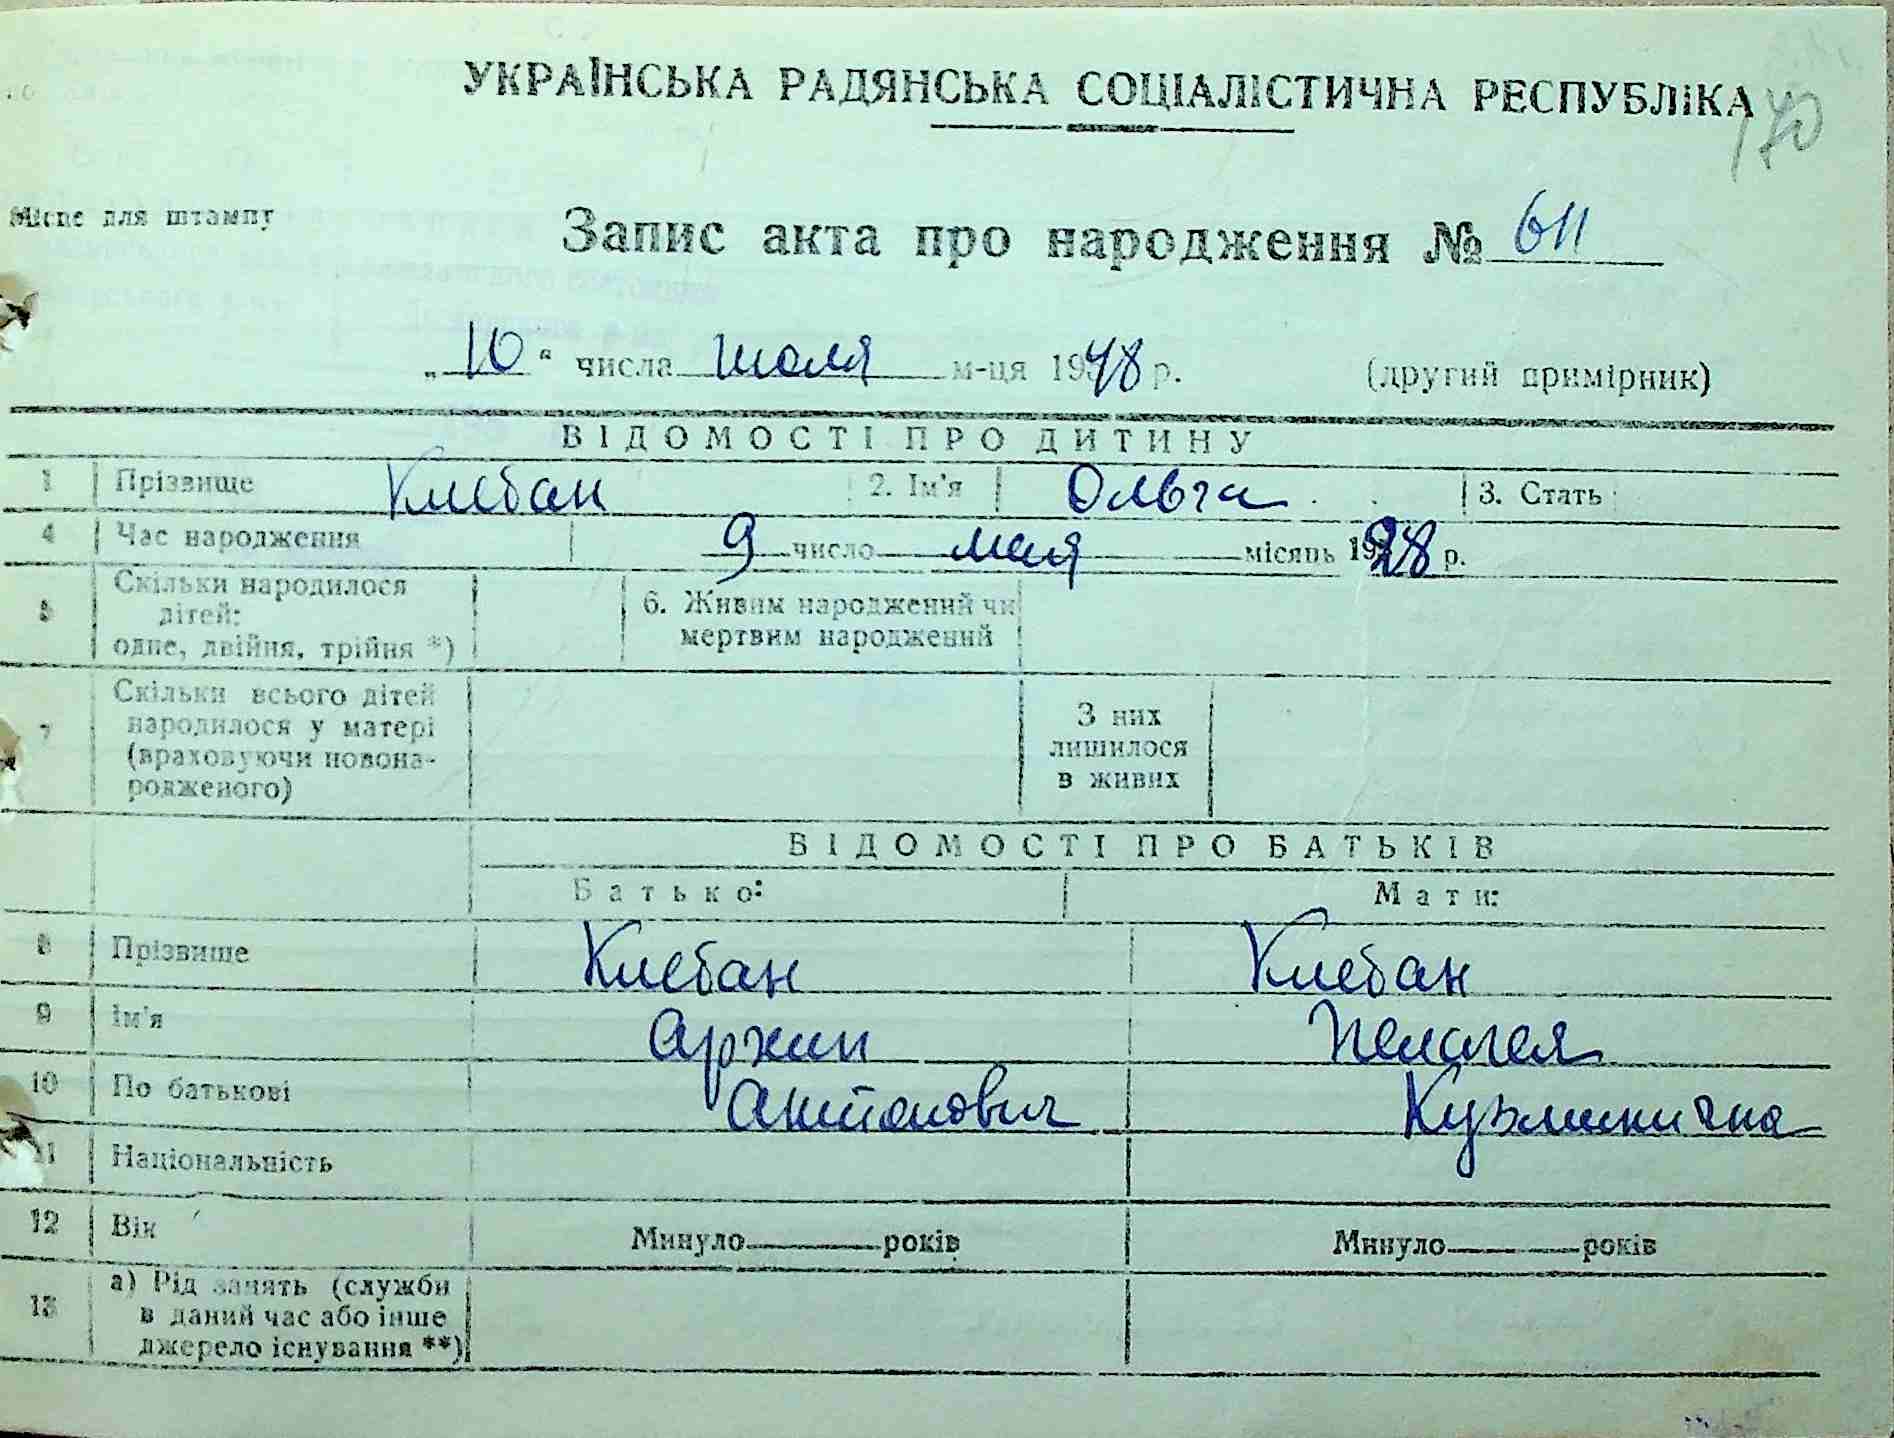 170
УКРАЇНСЬКА РАДЯНСЬКА СОЦІАЛІСТИЧНА РЕСПУБЛіКА
Місце для штампу
Запис акта про народження № 611
„ 10 “ числа июля м-ця 1948 р. (другий примірник)
ВІДОМОСТІ ПРО ДИТИНУ
1 Прізвище Клебан 2. Ім'я Ольга 3. Стать
4 Час народження 9 число мая місяць 1928 р.
5 Скільки народилося
дітей:
одне, двійня, трійня *)
6. Живим народжений чи
мертвим народжений
7 Скільки всього дітей
народилося у матері
(враховуючи новона-
родженого)
З них
лишилося
в живих
ВІДОМОСТІ ПРО БАТЬКІВ
Батько: Мати:
8 Прізвище Клебан Клебан
9 Ім'я Архип Пелагея
10 По батькові Антонович Кузьминична
11 Національність
12 Вік Минуло років Минуло років
13 а) Рід занять (служби
в даний час або інше
джерело існування **)